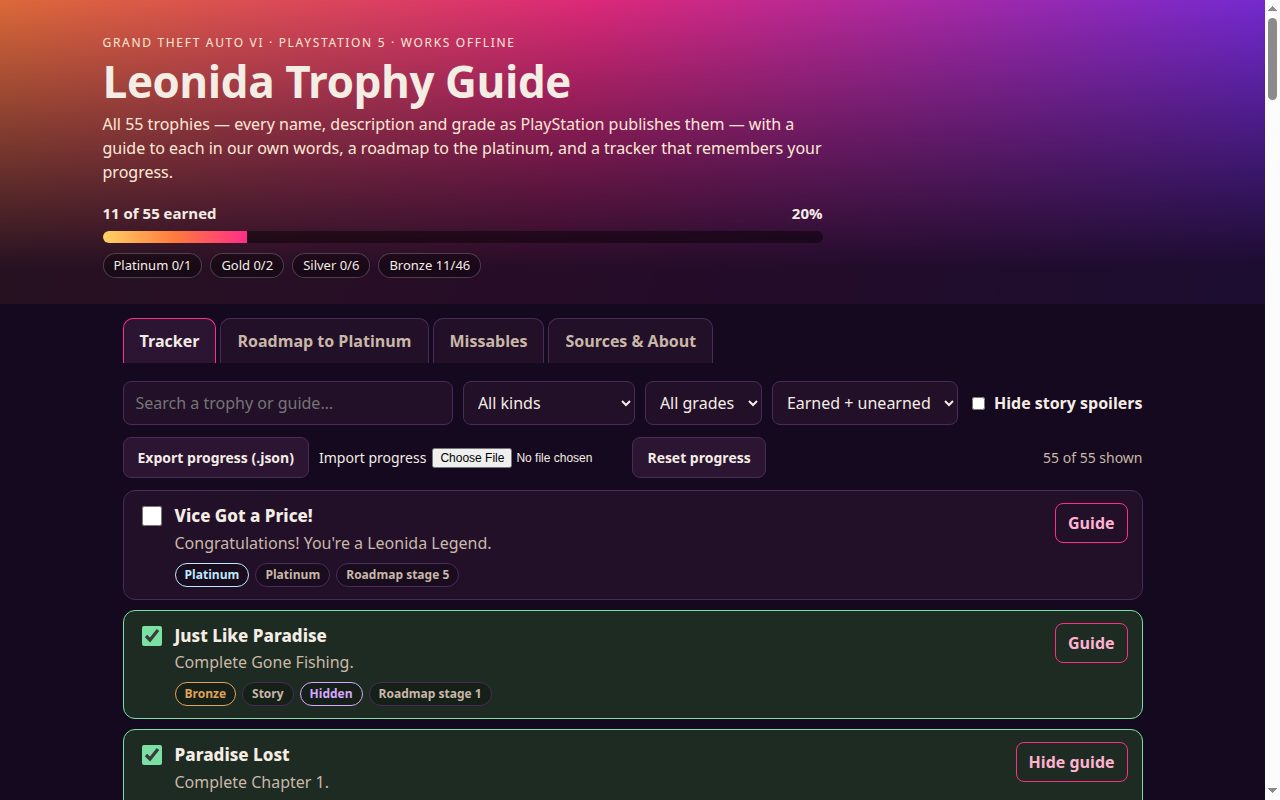 GRAND THEFT AUTO VI · PLAYSTATION 5 · WORKS OFFLINE
Leonida Trophy Guide
All 55 trophies — every name, description and grade as PlayStation publishes them — with a
guide to each in our own words, a roadmap to the platinum, and a tracker that remembers your
progress.
11 of 55 earned 20%
Platinum 0/1 Gold 0/2 Silver 0/6 Bronze 11/46
Tracker Roadmap to Platinum Missables Sources & About
Search a trophy or guide... All kinds All grades Earned + unearned Hide story spoilers
Export progress (.json) Import progress Choose File No file chosen Reset progress 55 of 55 shown
Vice Got a Price! Guide
Congratulations! You're a Leonida Legend.
Platinum Platinum Roadmap stage 5
Just Like Paradise Guide
Complete Gone Fishing.
Bronze Story Hidden Roadmap stage 1
Paradise Lost Hide guide
Complete Chapter 1.